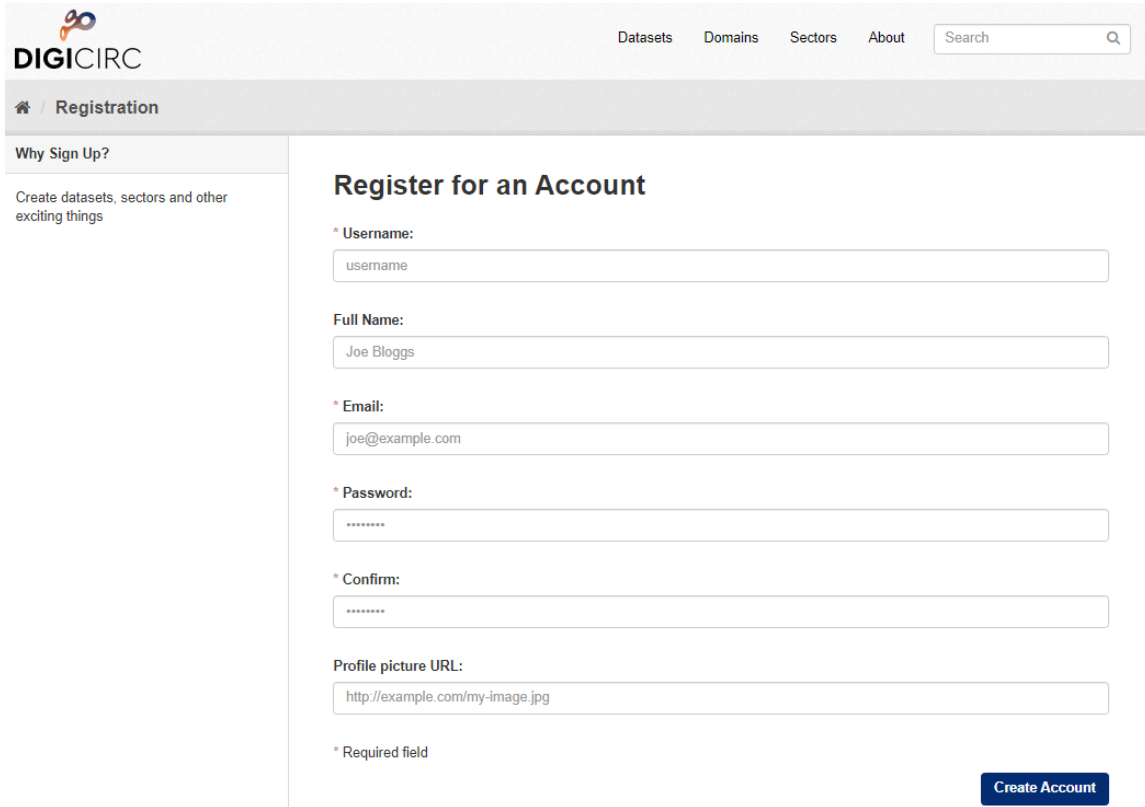 DIGICIRC
Datasets Domains Sectors About Search
/ Registration
Why Sign Up?
Create datasets, sectors and other
exciting things
Register for an Account
* Username:
username
Full Name:
Joe Bloggs
* Email:
joe@example.com
* Password:
••••••••
* Confirm:
••••••••
Profile picture URL:
http://example.com/my-image.jpg
* Required field
Create Account